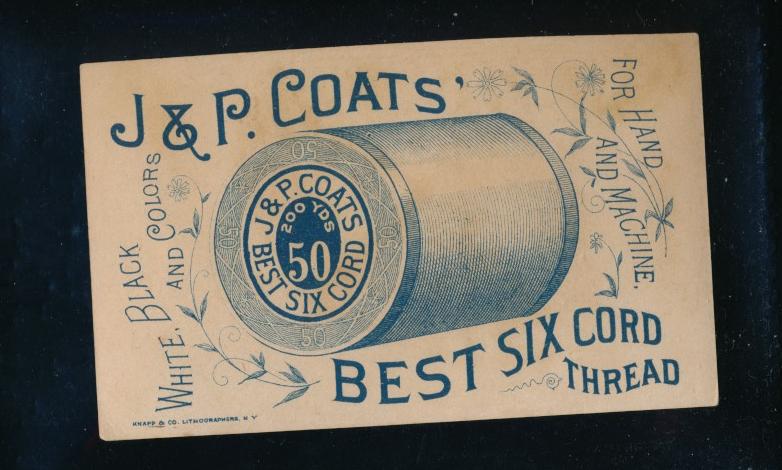 J & P. COATS'
FOR HAND
AND MACHINE,
WHITE, BLACK
AND COLORS
50
50
50
50
J. & P. COATS
200 YDS
50
BEST SIX CORD
BEST SIX CORD
THREAD
KNAPP & CO. LITHOGRAPHERS, N Y